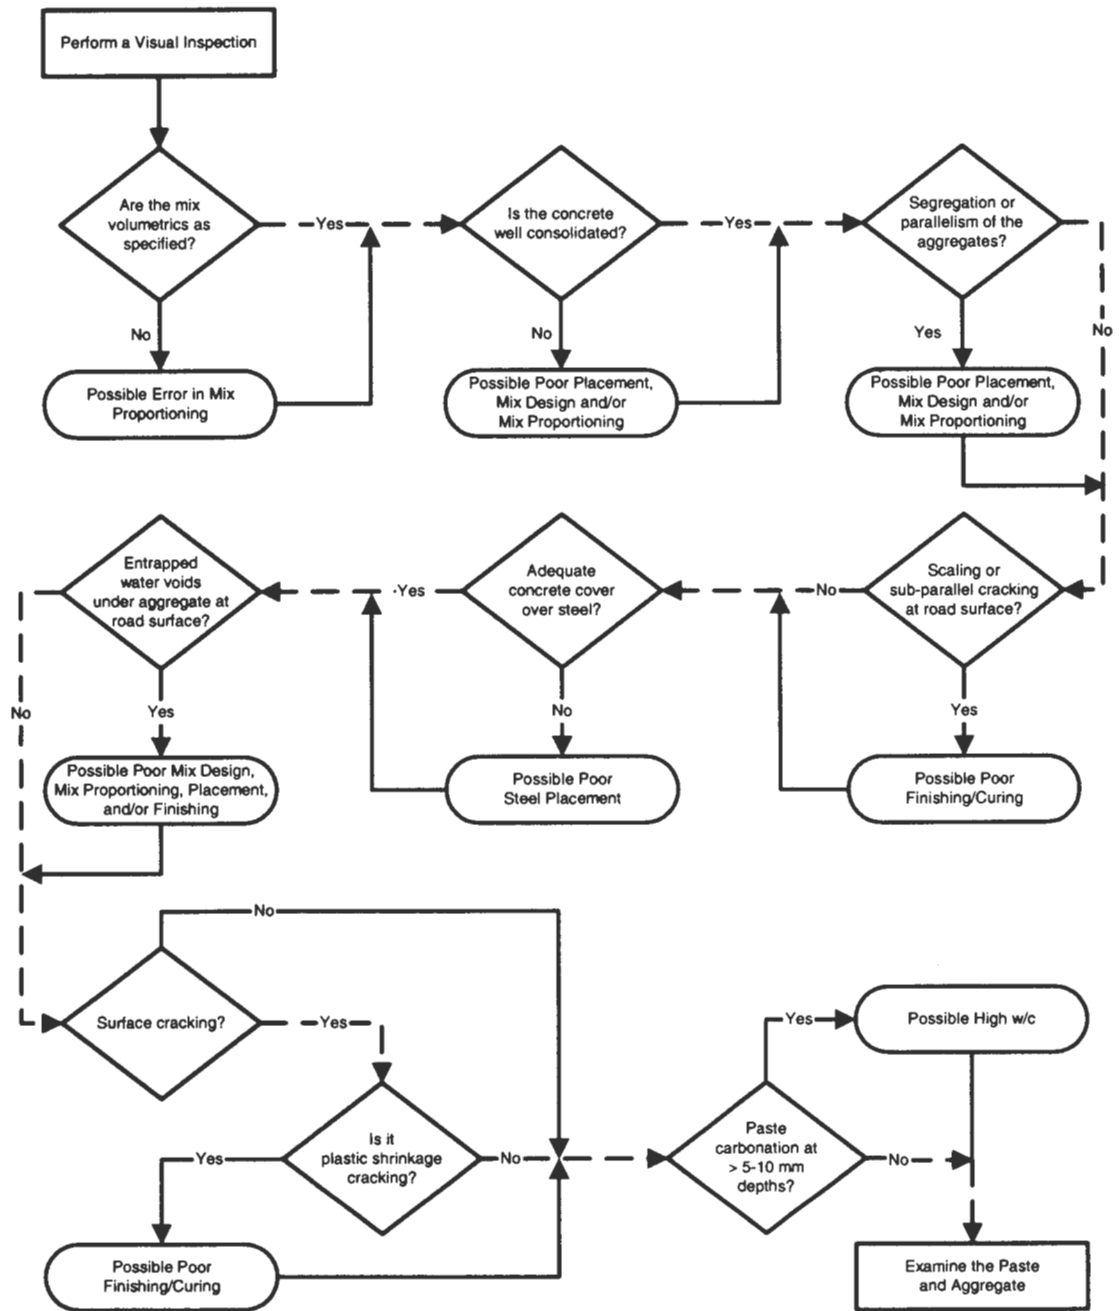 Perform a Visual Inspection
Are the mix
volumetrics as
specified?
Yes
No
Possible Error in Mix
Proportioning
Is the concrete
well consolidated?
Yes
No
Possible Poor Placement,
Mix Design and/or
Mix Proportioning
Segregation or
parallelism of the
aggregates?
No
Yes
Possible Poor Placement,
Mix Design and/or
Mix Proportioning
Scaling or
sub-parallel cracking
at road surface?
No
Yes
Possible Poor
Finishing/Curing
Adequate
concrete cover
over steel?
Yes
No
Possible Poor
Steel Placement
Entrapped
water voids
under aggregate at
road surface?
No
Yes
Possible Poor Mix Design,
Mix Proportioning, Placement,
and/or Finishing
Surface cracking?
No
Yes
Is it
plastic shrinkage
cracking?
Yes
No
Possible Poor
Finishing/Curing
Paste
carbonation at
> 5-10 mm
depths?
Yes
No
Possible High w/c
Examine the Paste
and Aggregate